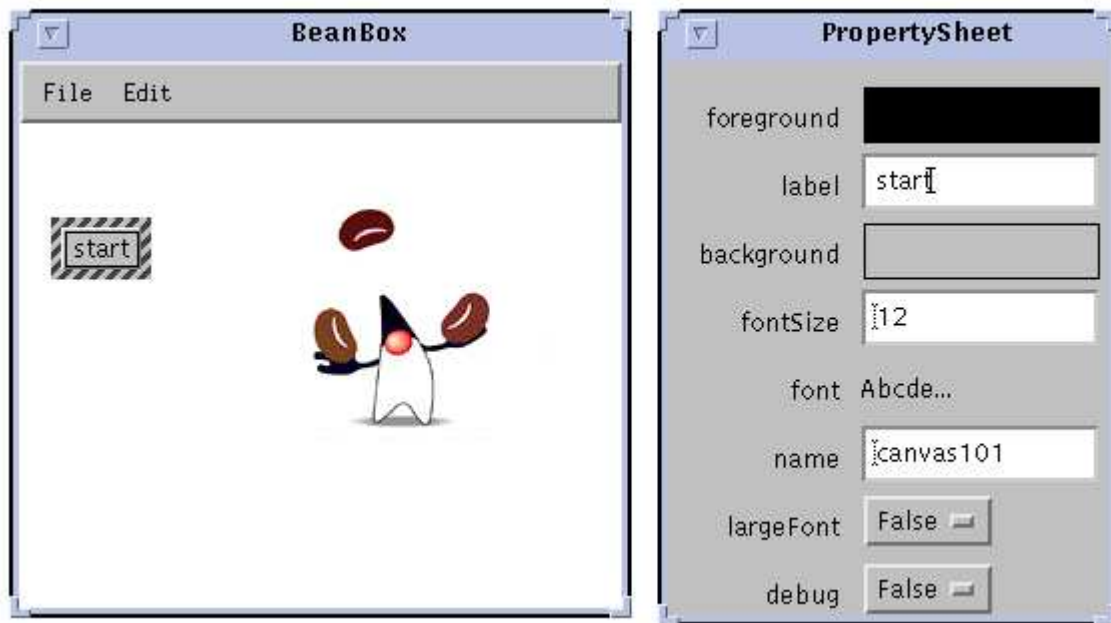 BeanBox
File Edit
start
PropertySheet
foreground
label start
background
fontSize 12
font Abcde...
name canvas101
largeFont False
debug False